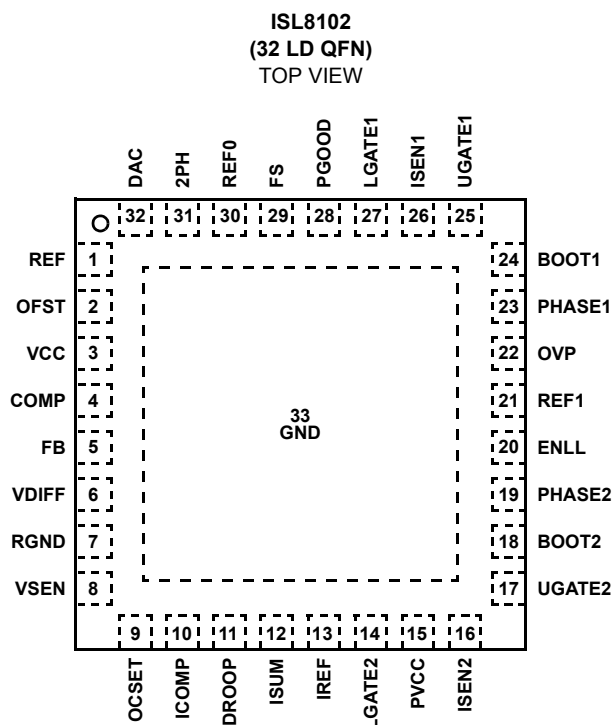 ISL8102
(32 LD QFN)
TOP VIEW
DAC
2PH
REF0
FS
PGOOD
LGATE1
ISEN1
UGATE1
32
31
30
29
28
27
26
25
REF 1
OFST 2
VCC 3
COMP 4
FB 5
VDIFF 6
RGND 7
VSEN 8
33
GND
24 BOOT1
23 PHASE1
22 OVP
21 REF1
20 ENLL
19 PHASE2
18 BOOT2
17 UGATE2
9
10
11
12
13
14
15
16
OCSET
ICOMP
DROOP
ISUM
IREF
LGATE2
PVCC
ISEN2